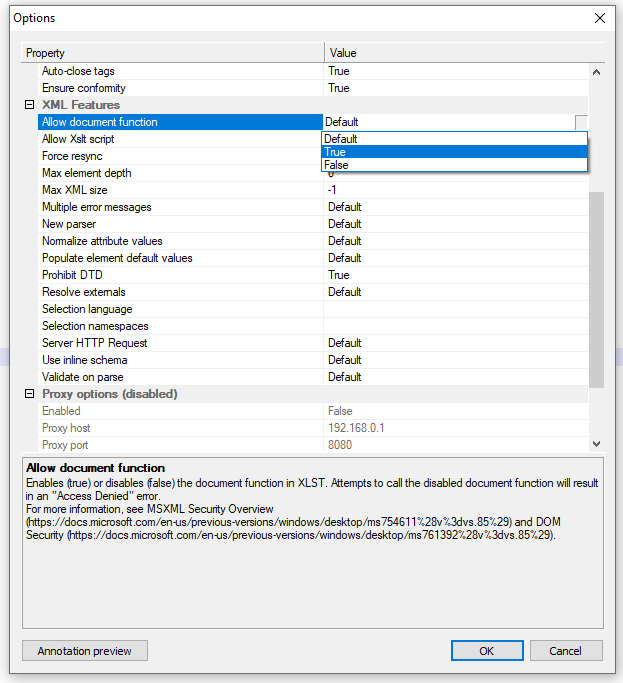 Options
Property Value
Auto-close tags True
Ensure conformity True
XML Features
Allow document function Default
Allow Xslt script Default
Force resync True
False
Max element depth 0
Max XML size -1
Multiple error messages Default
New parser Default
Normalize attribute values Default
Populate element default values Default
Prohibit DTD True
Resolve externals Default
Selection language
Selection namespaces
Server HTTP Request Default
Use inline schema Default
Validate on parse Default
Proxy options (disabled)
Enabled False
Proxy host 192.168.0.1
Proxy port 8080
Allow document function
Enables (true) or disables (false) the document function in XLST. Attempts to call the disabled document function will result
in an "Access Denied" error.
For more information, see MSXML Security Overview
(https://docs.microsoft.com/en-us/previous-versions/windows/desktop/ms754611%28v%3dvs.85%29) and DOM
Security (https://docs.microsoft.com/en-us/previous-versions/windows/desktop/ms761392%28v%3dvs.85%29).
Annotation preview OK Cancel